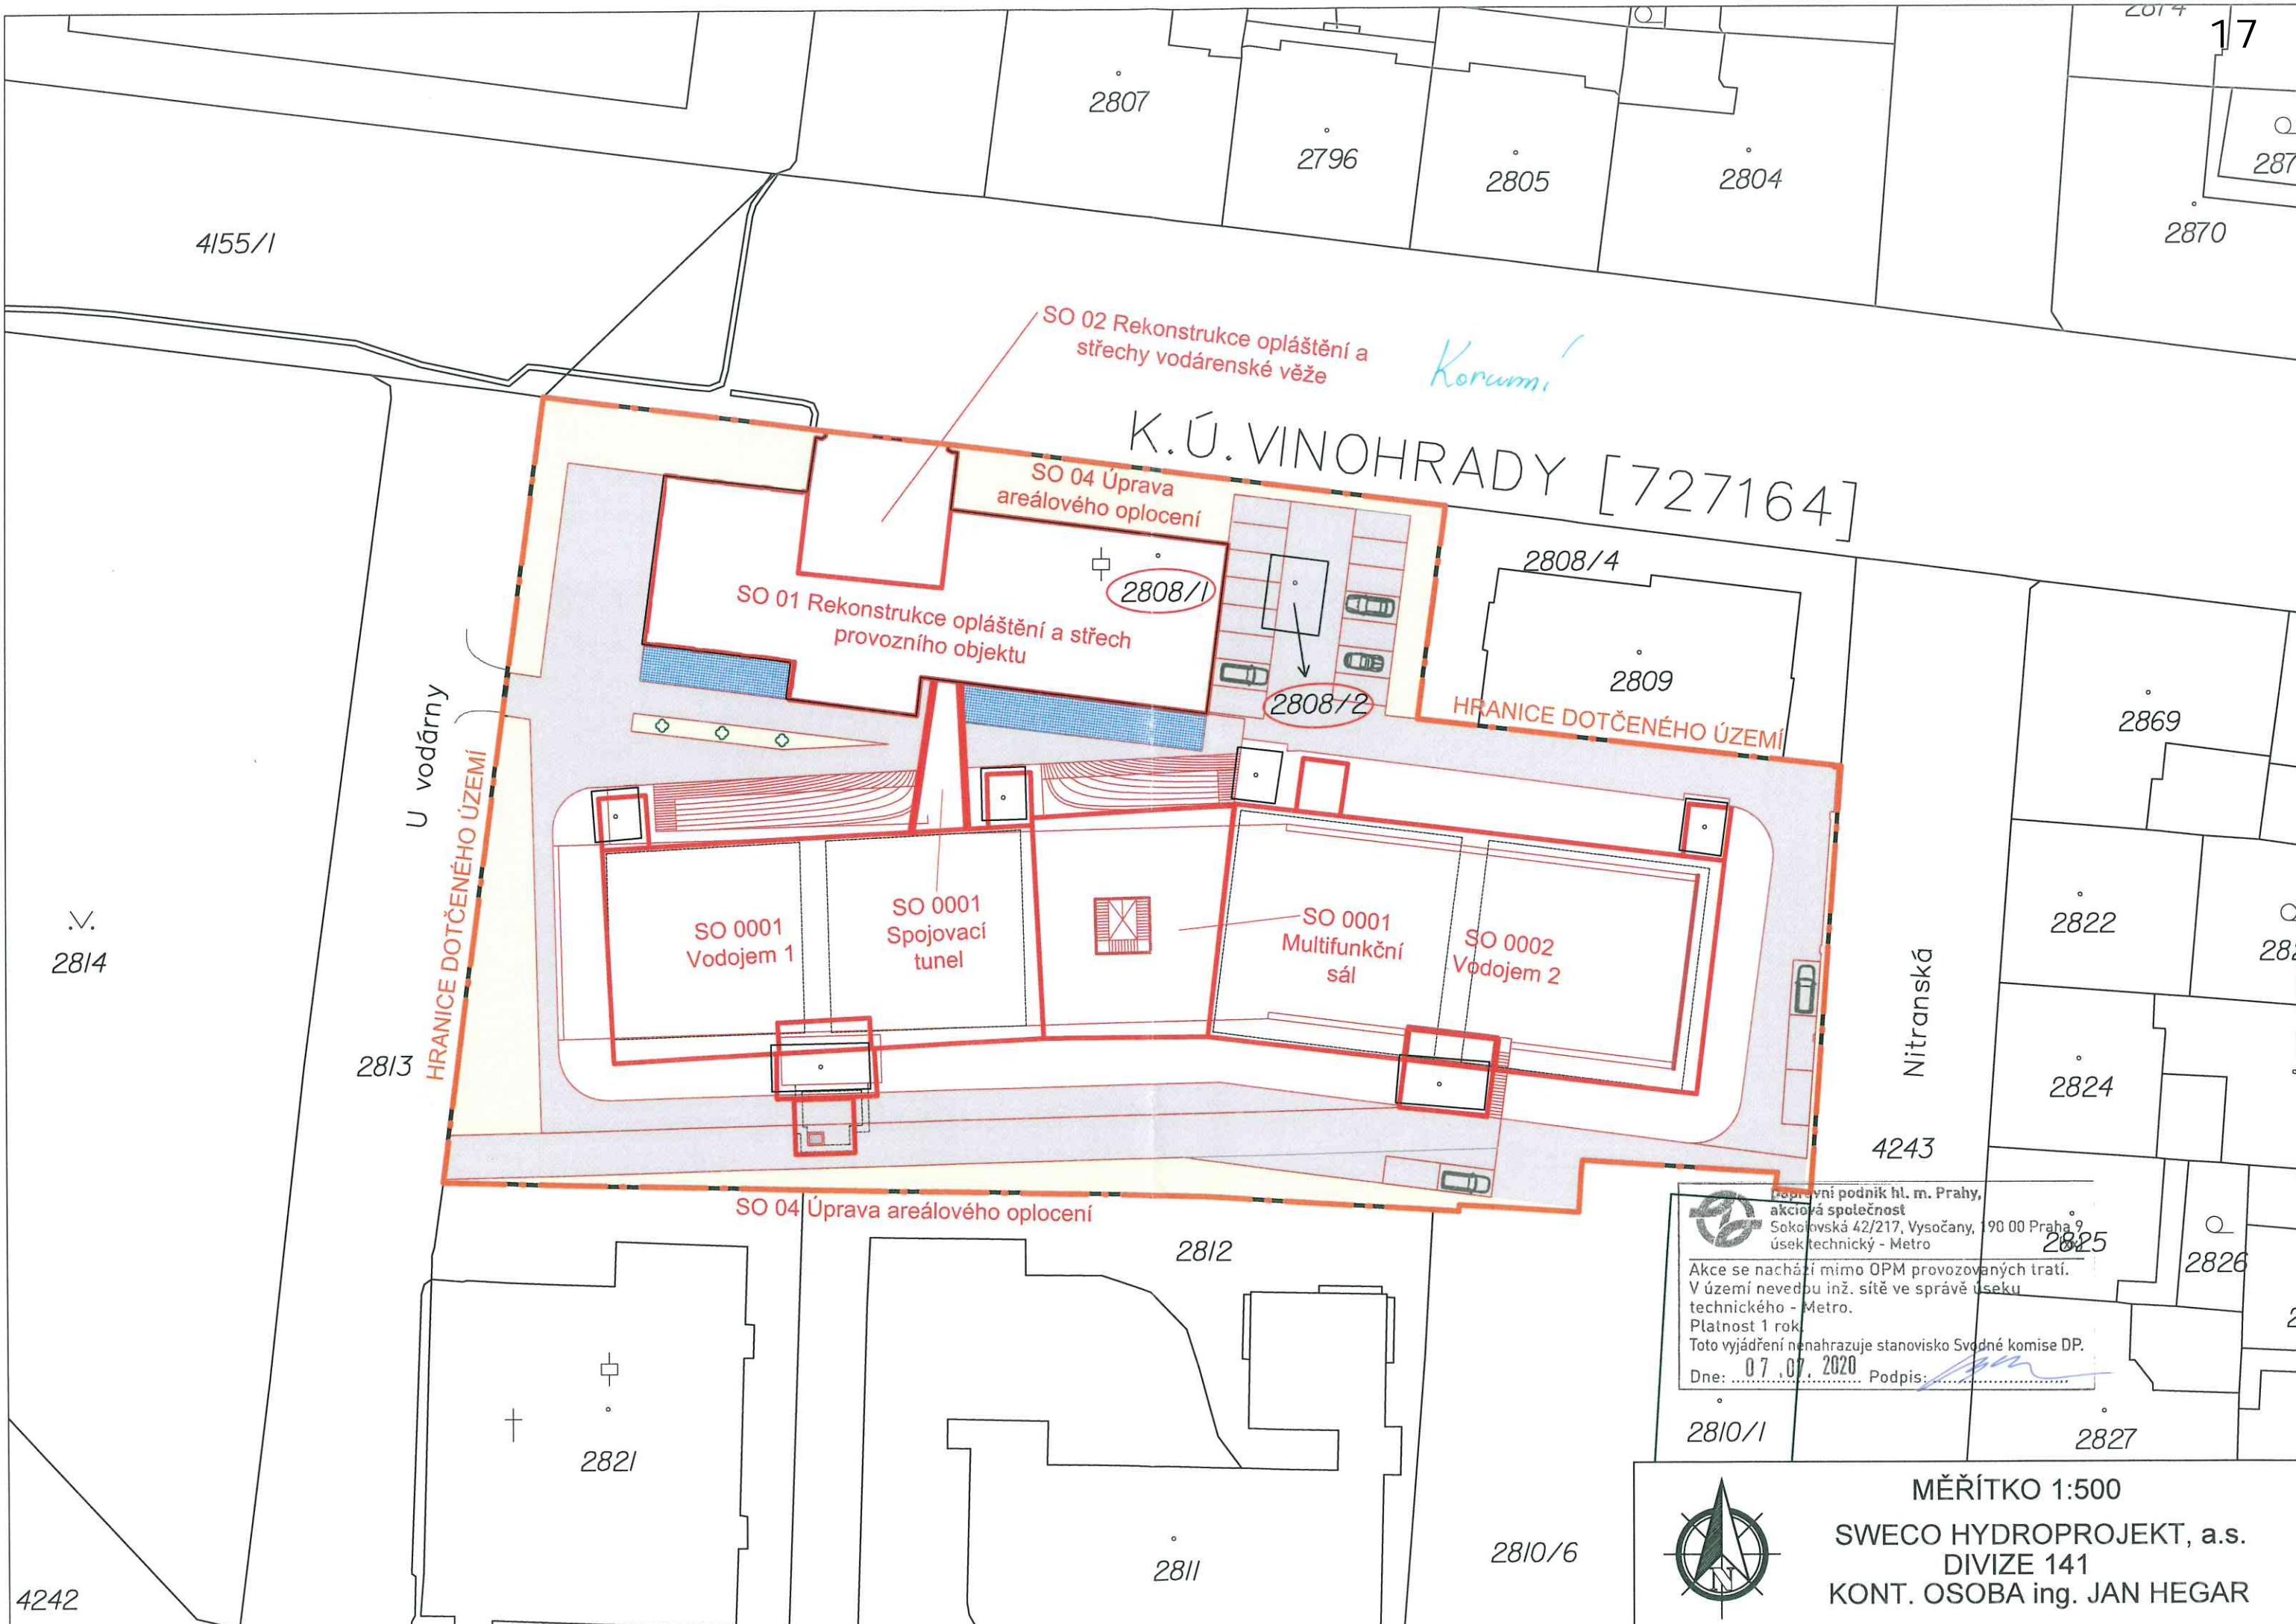 2874
17
2807
2796
2805
2804
287
2870
4155/1
SO 02 Rekonstrukce opláštění a
střechy vodárenské věže
Korunní
K.Ú. VINOHRADY [727164]
SO 04 Úprava
areálového oplocení
2808/1
SO 01 Rekonstrukce opláštění a střech
provozního objektu
2808/4
2809
2808/2
HRANICE DOTČENÉHO ÚZEMÍ
2869
U vodárny
HRANICE DOTČENÉHO ÚZEMÍ
2814
2813
SO 0001
Vodojem 1
SO 0001
Spojovací
tunel
SO 0001
Multifunkční
sál
SO 0002
Vodojem 2
Nitranská
2822
282
2824
4243
SO 04 Úprava areálového oplocení
2812
Dopravní podnik hl. m. Prahy,
akciová společnost
Sokolovská 42/217, Vysočany, 190 00 Praha 9
úsek technický - Metro
Akce se nachází mimo OPM provozovaných tratí.
V území nevedou inž. sítě ve správě úseku
technického - Metro.
Platnost 1 rok.
Toto vyjádření nenahrazuje stanovisko Svodné komise DP.
Dne: 07.07.2020 Podpis:
2825
2826
2
2810/1
2827
2821
2811
2810/6
4242
N
MĚŘÍTKO 1:500
SWECO HYDROPROJEKT, a.s.
DIVIZE 141
KONT. OSOBA ing. JAN HEGAR